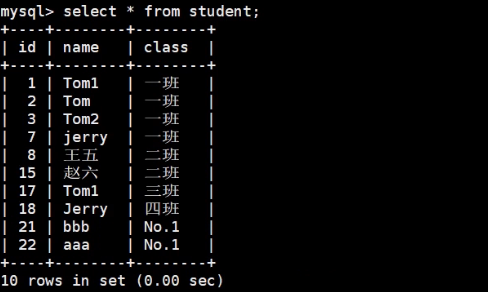 mysql> select * from student;
+----+--------+--------+
| id | name   | class  |
+----+--------+--------+
|  1 | Tom1   | 一班   |
|  2 | Tom    | 一班   |
|  3 | Tom2   | 一班   |
|  7 | jerry  | 一班   |
|  8 | 王五   | 二班   |
| 15 | 赵六   | 二班   |
| 17 | Tom1   | 三班   |
| 18 | Jerry  | 四班   |
| 21 | bbb    | No.1   |
| 22 | aaa    | No.1   |
+----+--------+--------+
10 rows in set (0.00 sec)